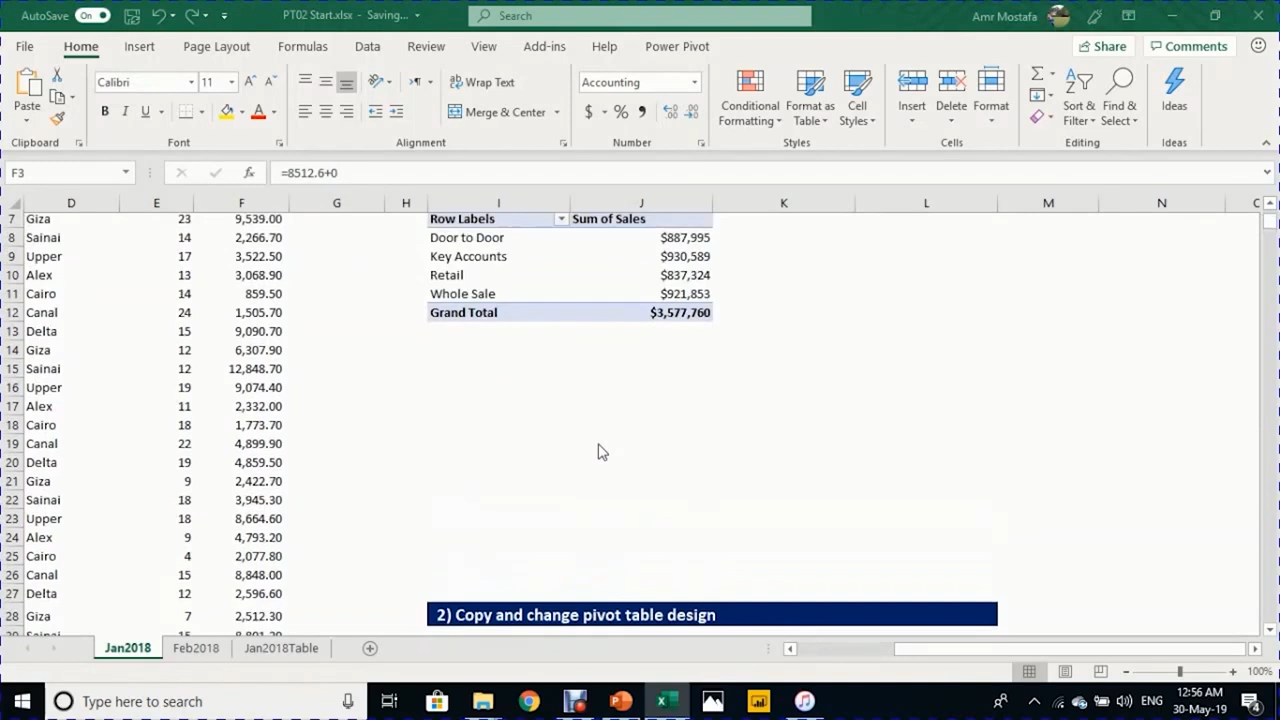 AutoSave On PT02 Start.xlsx - Saving... Search Amr Mostafa
File Home Insert Page Layout Formulas Data Review View Add-ins Help Power Pivot Share Comments
Calibri 11 Wrap Text Accounting
Paste B I U Merge & Center $ % Conditional Formatting Format as Table Cell Styles Insert Delete Format Sort & Filter Find & Select Ideas
Clipboard Font Alignment Number Styles Cells Editing Ideas
F3 fx =8512.6+0
D E F G H I J K L M N
7 Giza 23 9,539.00 Row Labels Sum of Sales
8 Sainai 14 2,266.70 Door to Door $887,995
9 Upper 17 3,522.50 Key Accounts $930,589
10 Alex 13 3,068.90 Retail $837,324
11 Cairo 14 859.50 Whole Sale $921,853
12 Canal 24 1,505.70 Grand Total $3,577,760
13 Delta 15 9,090.70
14 Giza 12 6,307.90
15 Sainai 12 12,848.70
16 Upper 19 9,074.40
17 Alex 11 2,332.00
18 Cairo 18 1,773.70
19 Canal 22 4,899.90
20 Delta 19 4,859.50
21 Giza 9 2,422.70
22 Sainai 18 3,945.30
23 Upper 18 8,664.60
24 Alex 9 4,793.20
25 Cairo 4 2,077.80
26 Canal 15 8,848.00
27 Delta 12 2,596.60
28 Giza 7 2,512.30 2) Copy and change pivot table design
Jan2018 Feb2018 Jan2018Table
100%
Type here to search ENG 12:56 AM
30-May-19 4